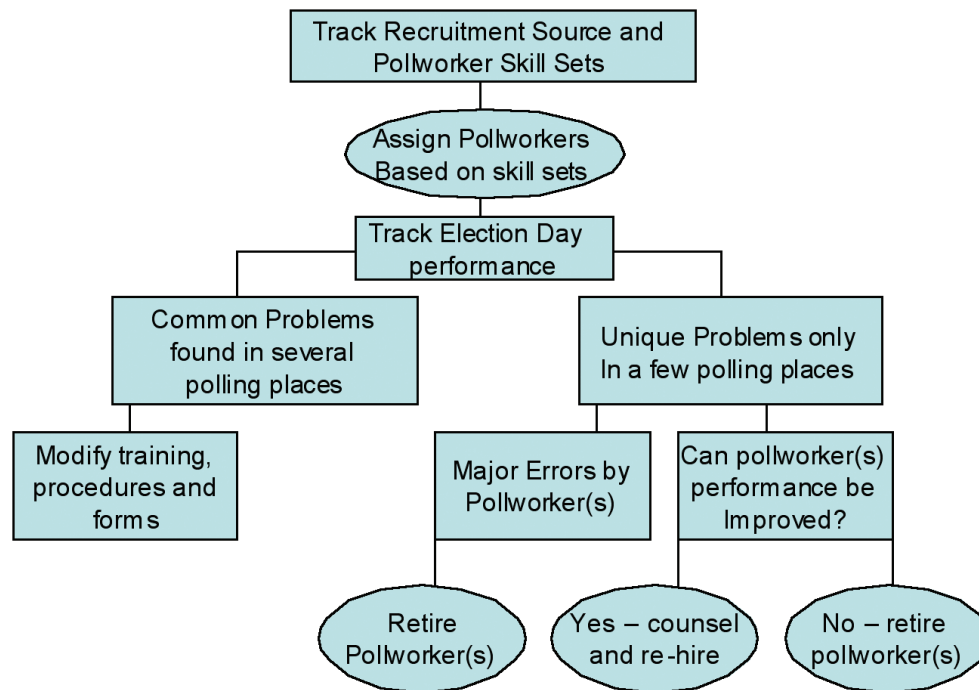 Track Recruitment Source and
Pollworker Skill Sets
Assign Pollworkers
Based on skill sets
Track Election Day
performance
Common Problems
found in several
polling places
Unique Problems only
In a few polling places
Modify training,
procedures and
forms
Major Errors by
Pollworker(s)
Can pollworker(s)
performance be
Improved?
Retire
Pollworker(s)
Yes – counsel
and re-hire
No – retire
pollworker(s)